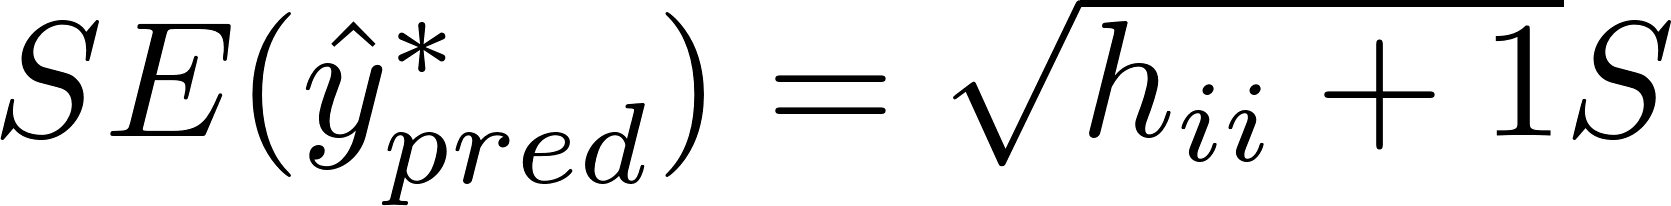 $SE(\hat{y}^*_{pred}) = \sqrt{h_{ii} + 1}S$